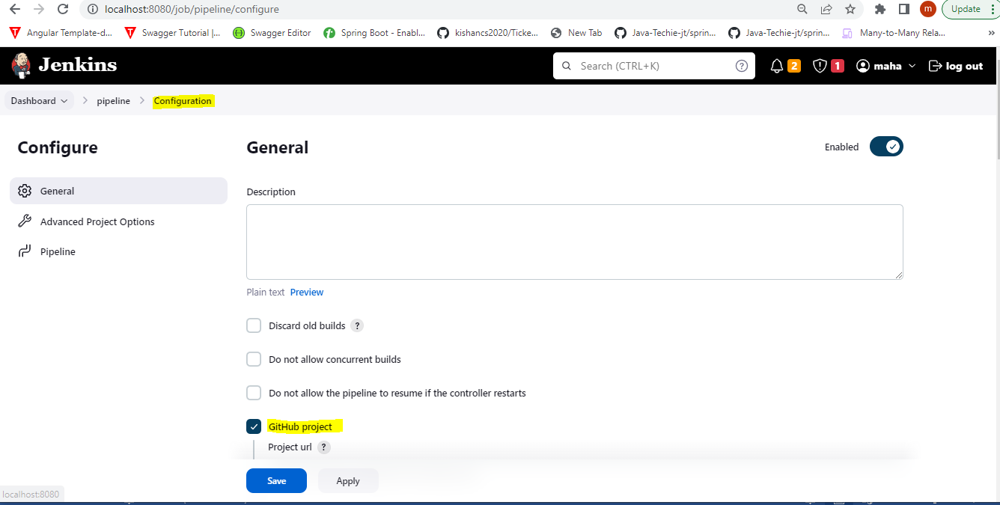 localhost:8080/job/pipeline/configure m Update
Angular Template-d... Swagger Tutorial |... Swagger Editor Spring Boot - Enabl... kishancs2020/Ticke... New Tab Java-Techie-jt/sprin... Java-Techie-jt/sprin... Many-to-Many Rela... »
Jenkins Search (CTRL+K) ? 2 1 maha log out
Dashboard pipeline Configuration
Configure General Enabled
General
Advanced Project Options
Pipeline
Description
Plain text Preview
Discard old builds ?
Do not allow concurrent builds
Do not allow the pipeline to resume if the controller restarts
GitHub project
Project url ?
Save Apply
localhost:8080